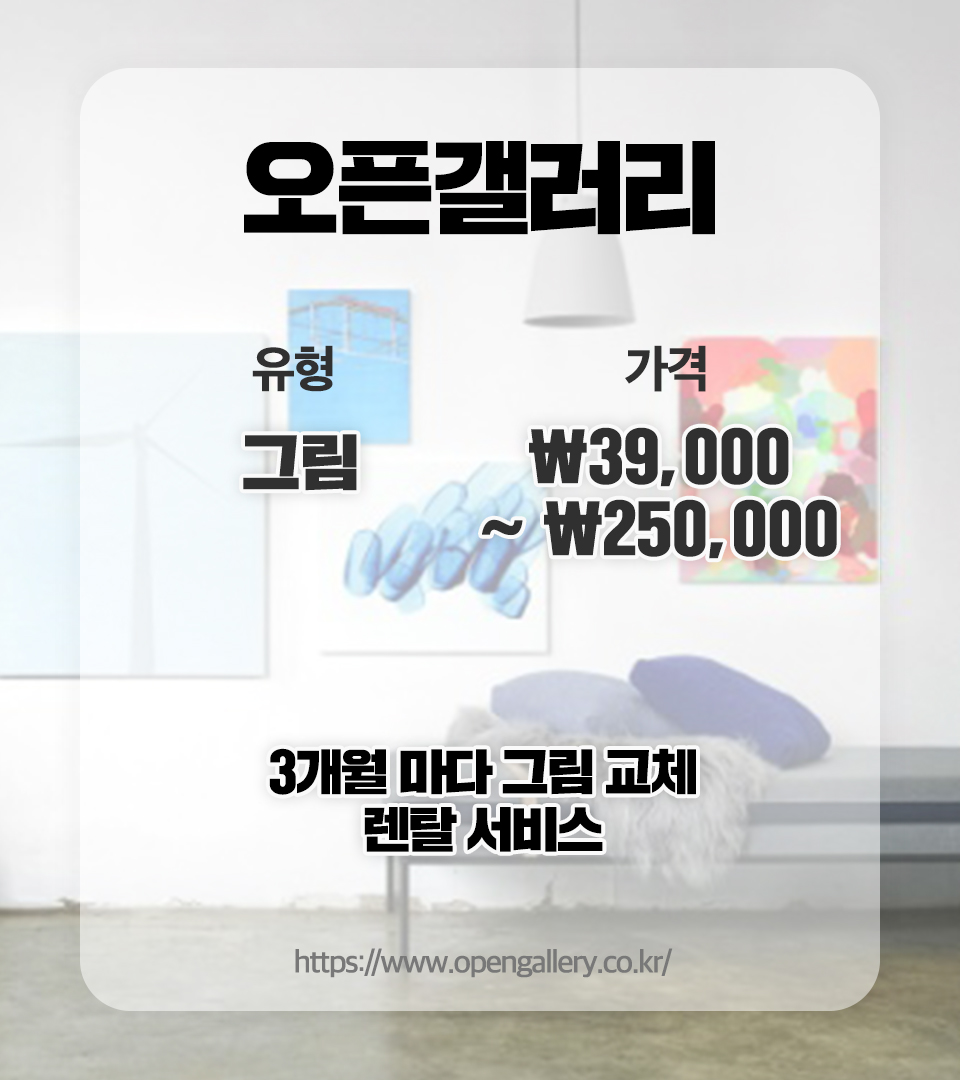 오픈갤러리
유형 가격
그림 ₩39,000
~ ₩250,000
3개월 마다 그림 교체
렌탈 서비스
https://www.opengallery.co.kr/